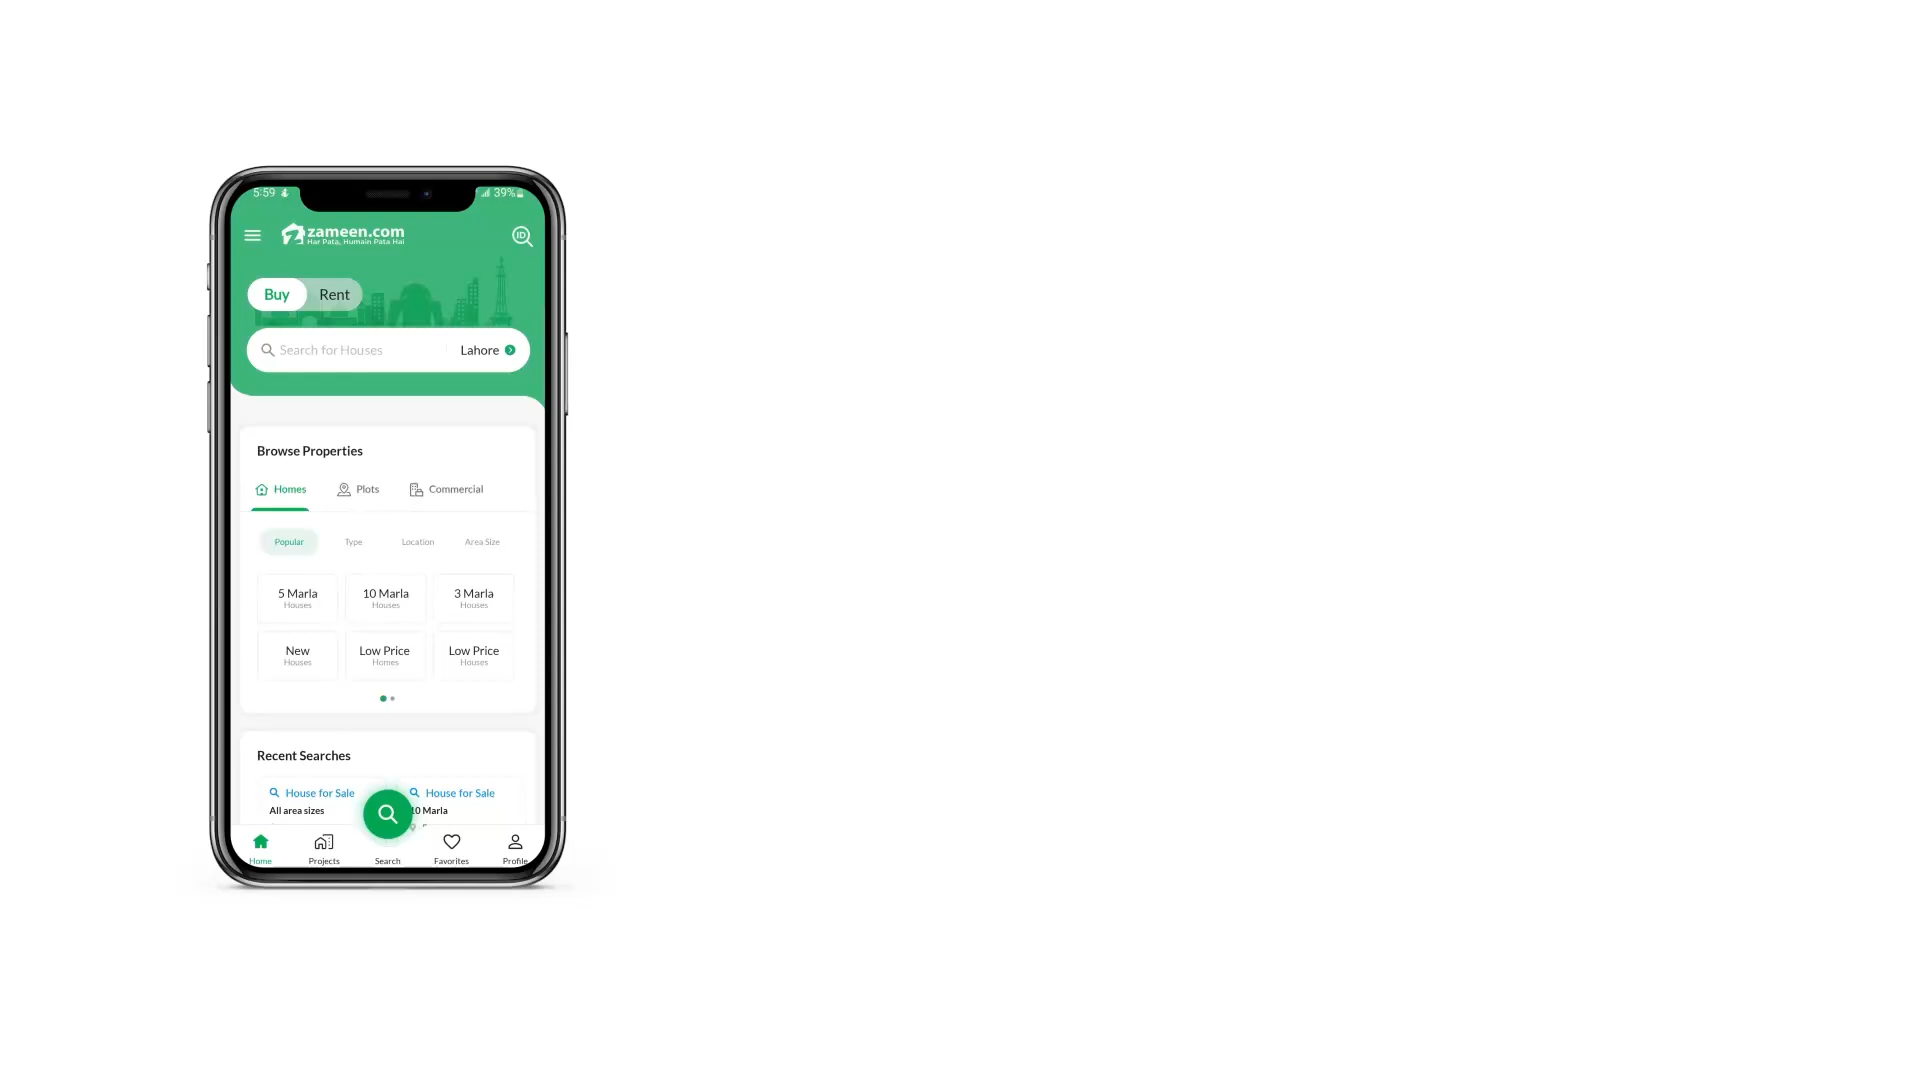 5:59
39%
zameen.com
Har Pata, Humain Pata Hai
ID
Buy Rent
Search for Houses Lahore
Browse Properties
Homes Plots Commercial
Popular Type Location Area Size
5 Marla 10 Marla 3 Marla
Houses Houses Houses
New Low Price Low Price
Houses Homes Houses
Recent Searches
House for Sale House for Sale
All area sizes 10 Marla
Home Projects Search Favorites Profile